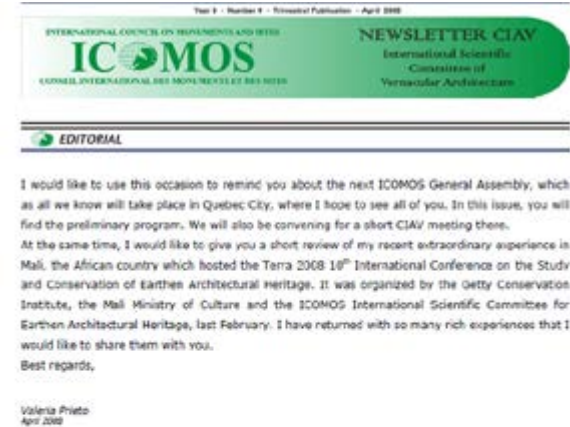 Year 5 - Number 9 - Trimestral Publication - April 2008
INTERNATIONAL COUNCIL ON MONUMENTS AND SITES
ICOMOS
CONSEIL INTERNATIONAL DES MONUMENTS ET DES SITES
NEWSLETTER CIAV
International Scientific
Committee of
Vernacular Architecture
EDITORIAL
I would like to use this occasion to remind you about the next ICOMOS General Assembly, which
as all we know will take place in Quebec City, where I hope to see all of you. In this issue, you will
find the preliminary program. We will also be convening for a short CIAV meeting there.
At the same time, I would like to give you a short review of my recent extraordinary experience in
Mali, the African country which hosted the Terra 2008 10th International Conference on the Study
and Conservation of Earthen Architectural Heritage. It was organized by the Getty Conservation
Institute, the Mali Ministry of Culture and the ICOMOS International Scientific Committee for
Earthen Architectural Heritage, last February. I have returned with so many rich experiences that I
would like to share them with you.
Best regards,
Valeria Prieto
April 2008